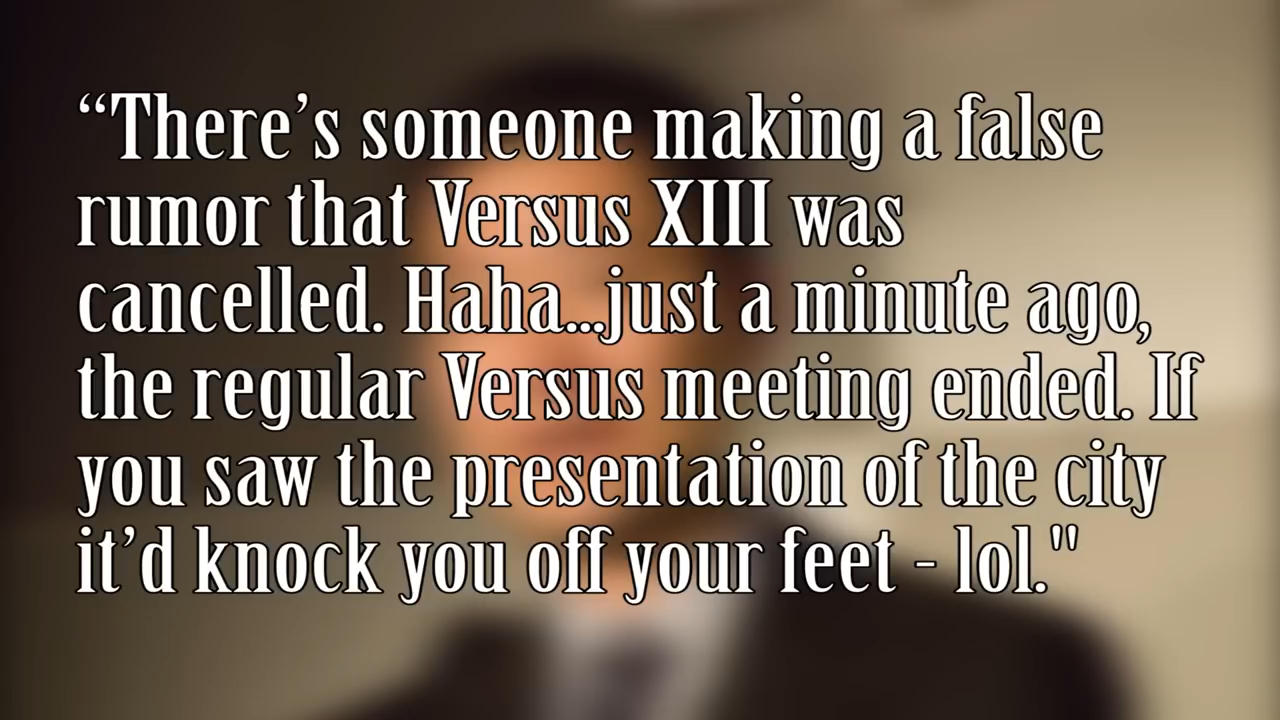 “There’s someone making a false
rumor that Versus XIII was
cancelled. Haha...just a minute ago,
the regular Versus meeting ended. If
you saw the presentation of the city
it’d knock you off your feet - lol."